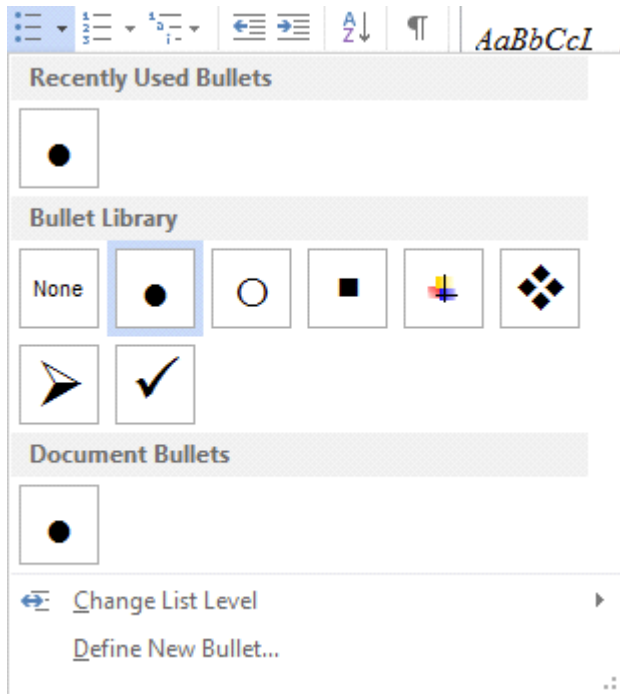 AaBbCcI
Recently Used Bullets
Bullet Library
None
Document Bullets
Change List Level
Define New Bullet...